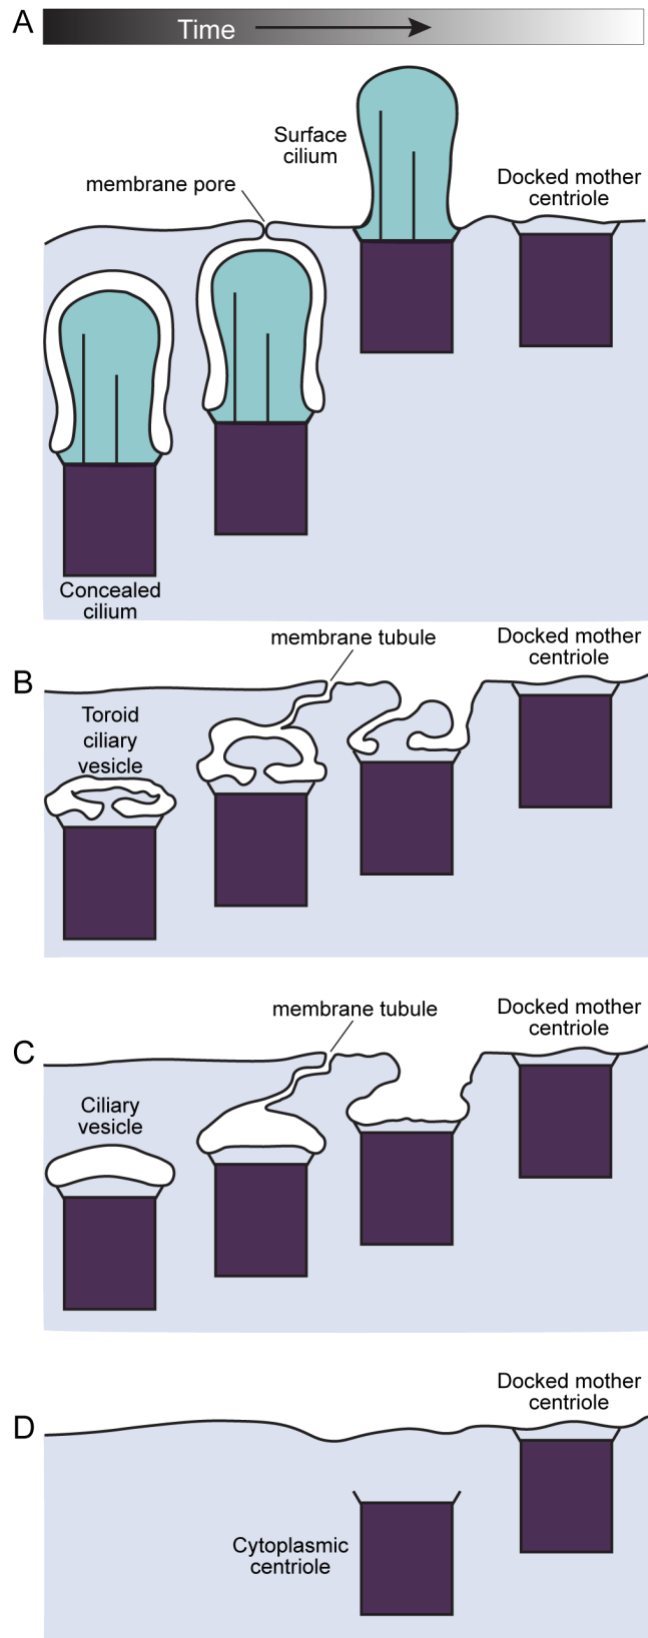 A
Time
Surface
cilium
membrane pore
Docked mother
centriole
Concealed
cilium
membrane tubule
Docked mother
centriole
B
Toroid
ciliary
vesicle
membrane tubule
Docked mother
centriole
C
Ciliary
vesicle
Docked mother
centriole
D
Cytoplasmic
centriole